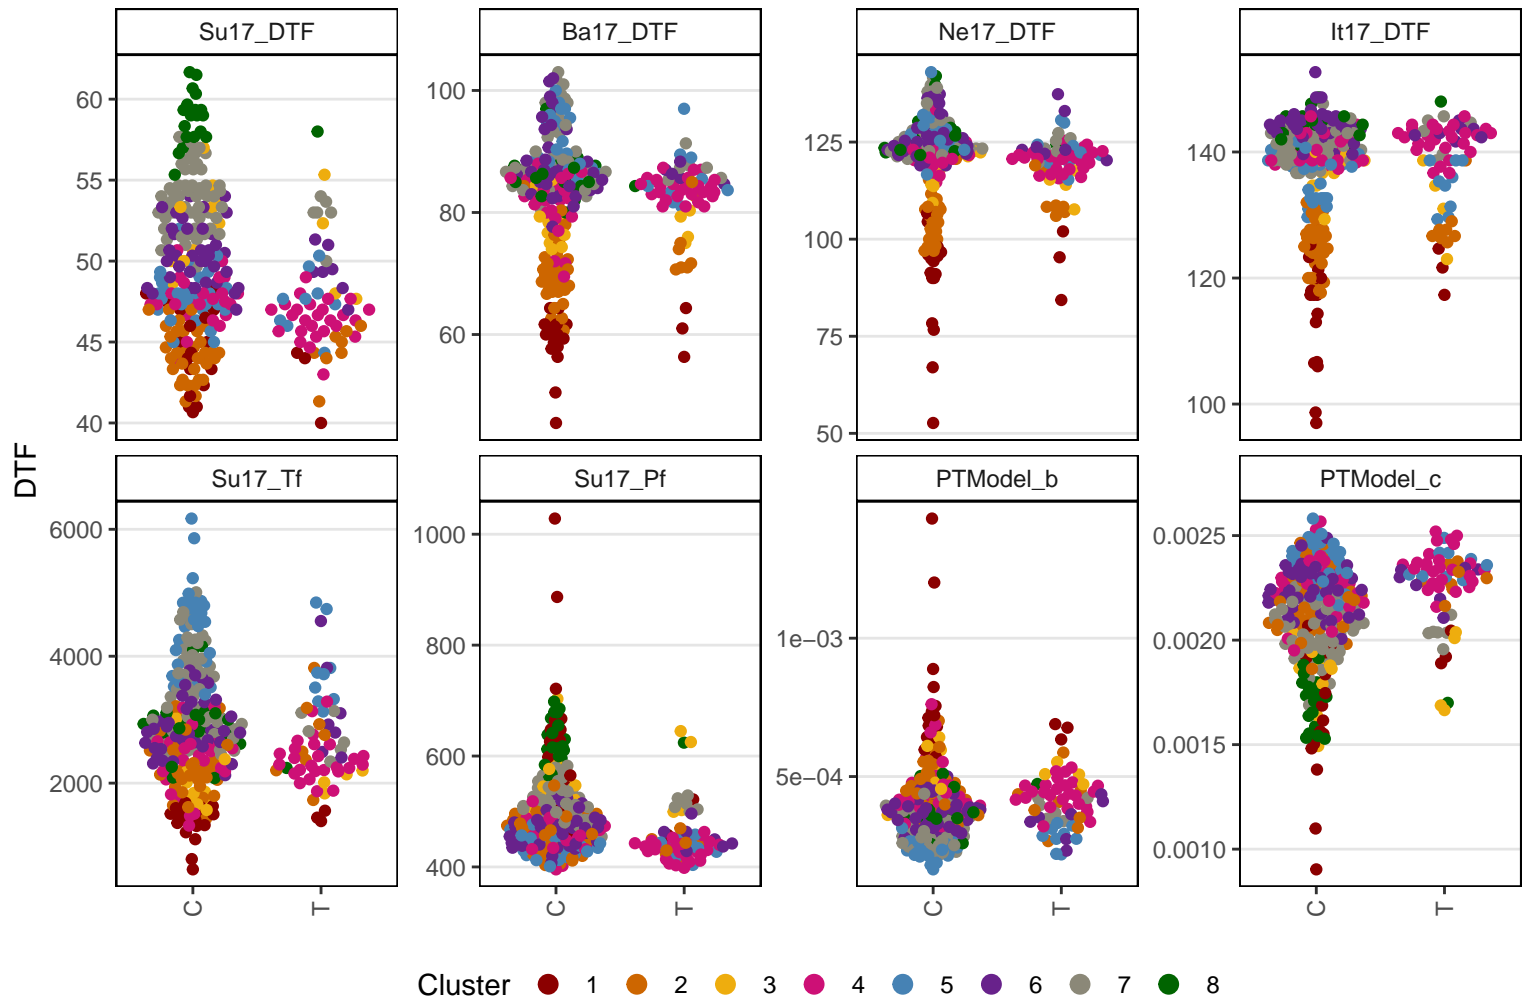 Su17_DTF
Ba17_DTF
Ne17_DTF
It17_DTF
60
55
50
45
40
100
80
60
125
100
75
50
140
120
100
DTF
Su17_Tf
Su17_Pf
PTModel_b
PTModel_c
6000
4000
2000
1000
800
600
400
1e−03
5e−04
0.0025
0.0020
0.0015
0.0010
C
T
C
T
C
T
C
T
Cluster 1 2 3 4 5 6 7 8